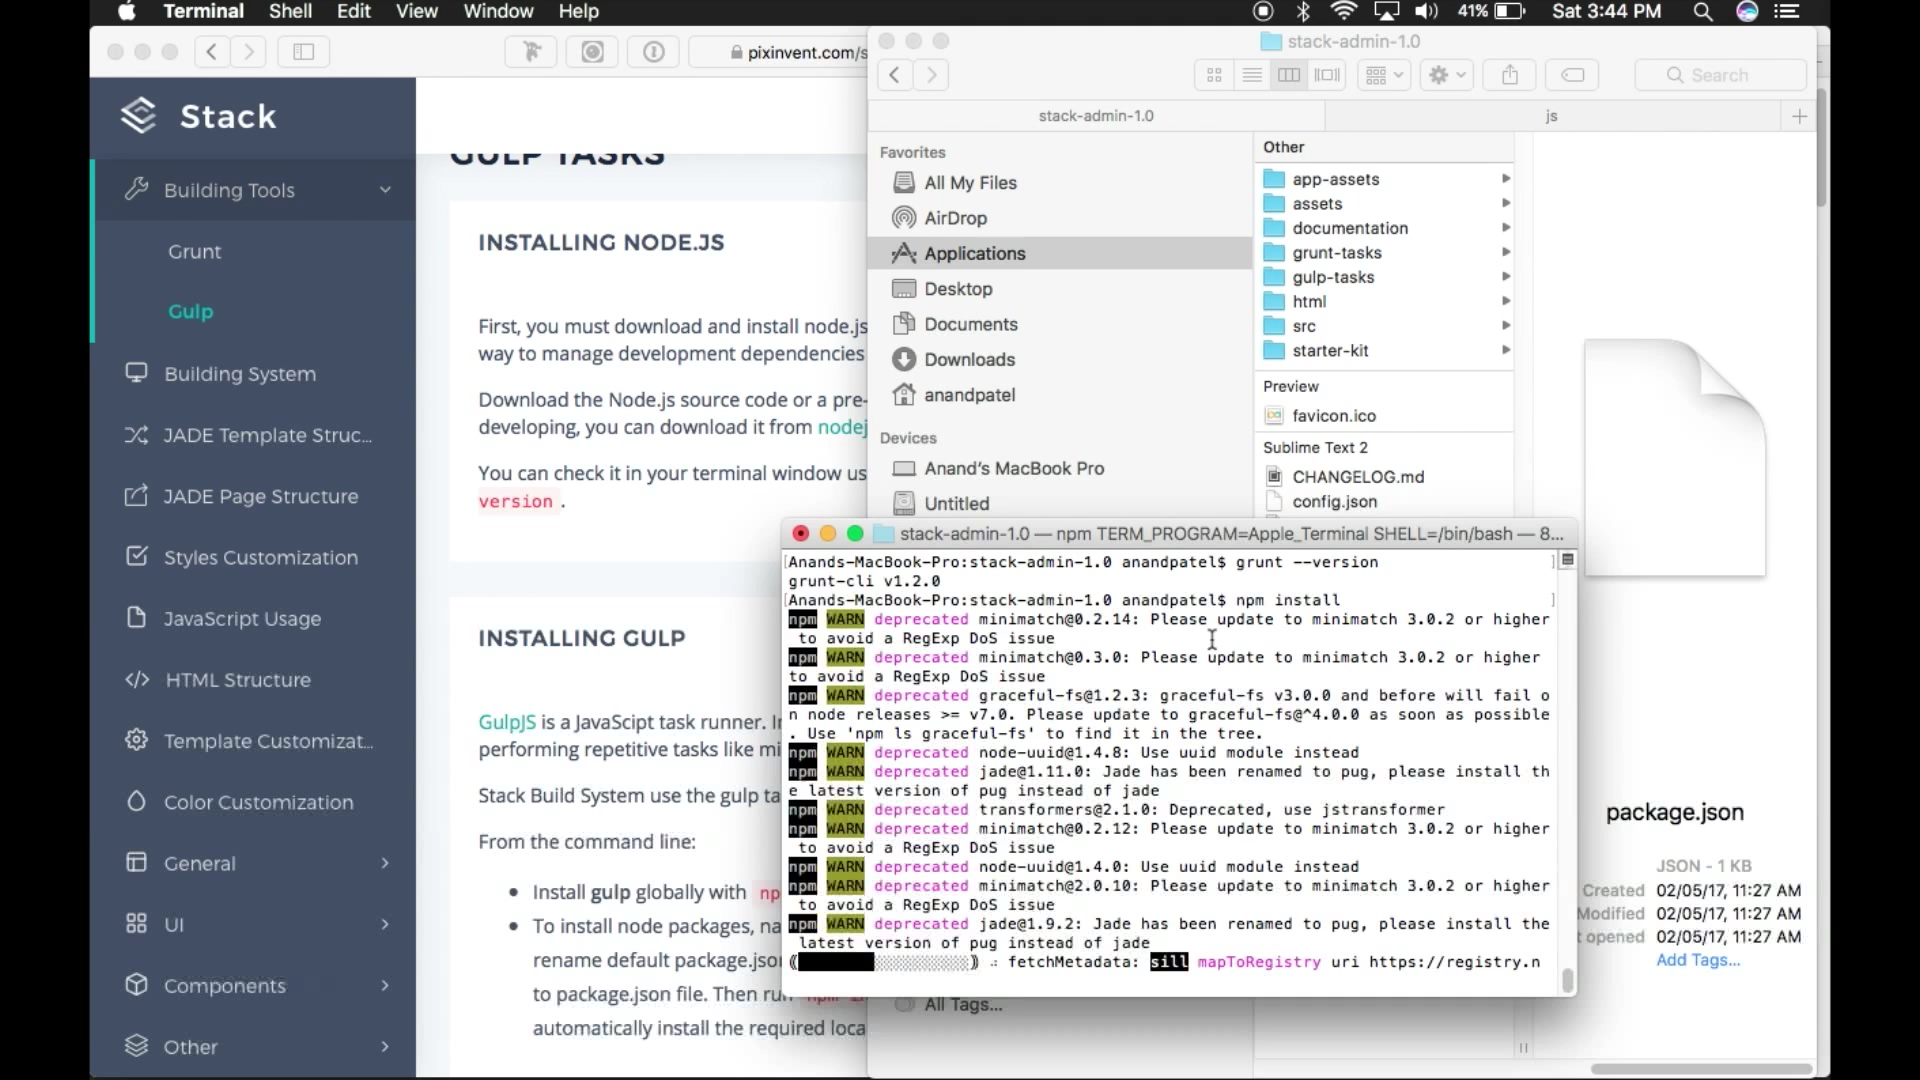 Terminal Shell Edit View Window Help 41% Sat 3:44 PM
pixinvent.com/s
Stack
Building Tools
Grunt
Gulp
Building System
JADE Template Struc...
JADE Page Structure
Styles Customization
JavaScript Usage
HTML Structure
Template Customizat...
Color Customization
General
UI
Components
Other
GULP TASKS
INSTALLING NODE.JS
First, you must download and install node.js
way to manage development dependencies
Download the Node.js source code or a pre-
developing, you can download it from nodej
You can check it in your terminal window us
version .
INSTALLING GULP
GulpJS is a JavaScipt task runner. I
performing repetitive tasks like mi
Stack Build System use the gulp ta
From the command line:
Install gulp globally with np
To install node packages, na
rename default package.jso
to package.json file. Then run
automatically install the required loca
stack-admin-1.0
Search
stack-admin-1.0 js
Favorites
All My Files
AirDrop
Applications
Desktop
Documents
Downloads
anandpatel
Devices
Anand's MacBook Pro
Untitled
All Tags...
Other
app-assets
assets
documentation
grunt-tasks
gulp-tasks
html
src
starter-kit
Preview
favicon.ico
Sublime Text 2
CHANGELOG.md
config.json
package.json
JSON - 1 KB
Created 02/05/17, 11:27 AM
Modified 02/05/17, 11:27 AM
t opened 02/05/17, 11:27 AM
Add Tags...
stack-admin-1.0 — npm TERM_PROGRAM=Apple_Terminal SHELL=/bin/bash — 8...
[Anands-MacBook-Pro:stack-admin-1.0 anandpatel$ grunt --version ]
grunt-cli v1.2.0
[Anands-MacBook-Pro:stack-admin-1.0 anandpatel$ npm install ]
npm WARN deprecated minimatch@0.2.14: Please update to minimatch 3.0.2 or higher
to avoid a RegExp DoS issue
npm WARN deprecated minimatch@0.3.0: Please update to minimatch 3.0.2 or higher
to avoid a RegExp DoS issue
npm WARN deprecated graceful-fs@1.2.3: graceful-fs v3.0.0 and before will fail o
n node releases >= v7.0. Please update to graceful-fs@^4.0.0 as soon as possible
. Use 'npm ls graceful-fs' to find it in the tree.
npm WARN deprecated node-uuid@1.4.8: Use uuid module instead
npm WARN deprecated jade@1.11.0: Jade has been renamed to pug, please install th
e latest version of pug instead of jade
npm WARN deprecated transformers@2.1.0: Deprecated, use jstransformer
npm WARN deprecated minimatch@0.2.12: Please update to minimatch 3.0.2 or higher
to avoid a RegExp DoS issue
npm WARN deprecated node-uuid@1.4.0: Use uuid module instead
npm WARN deprecated minimatch@2.0.10: Please update to minimatch 3.0.2 or higher
to avoid a RegExp DoS issue
npm WARN deprecated jade@1.9.2: Jade has been renamed to pug, please install the
latest version of pug instead of jade
fetchMetadata: sill mapToRegistry uri https://registry.n